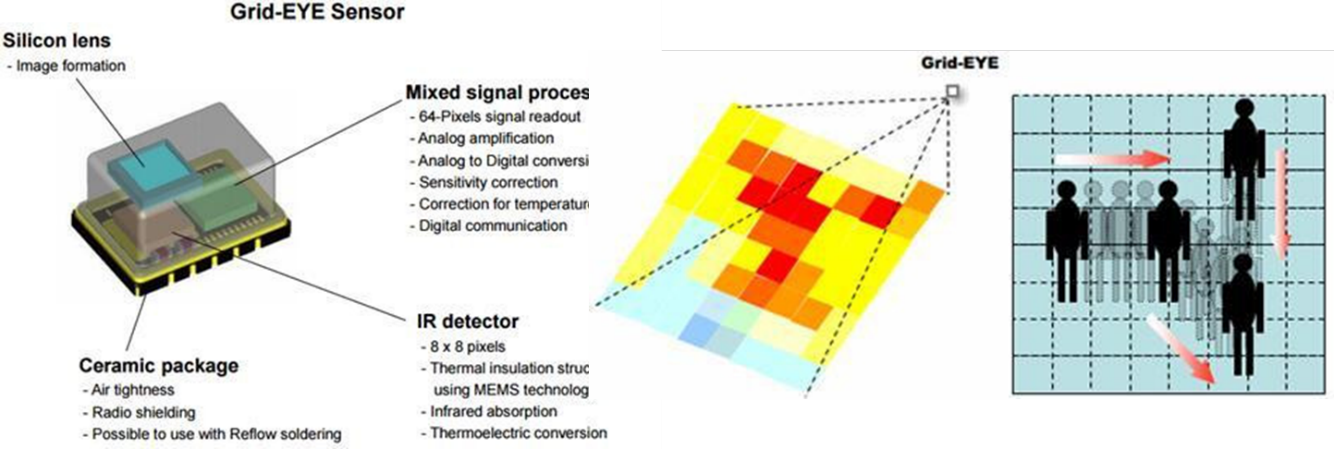 Grid-EYE Sensor
Silicon lens
- Image formation
Mixed signal proces
- 64-Pixels signal readout
- Analog amplification
- Analog to Digital conversi
- Sensitivity correction
- Correction for temperature
- Digital communication
IR detector
- 8 x 8 pixels
- Thermal insulation struc
using MEMS technolog
- Infrared absorption
- Thermoelectric conversion
Ceramic package
- Air tightness
- Radio shielding
- Possible to use with Reflow soldering
Grid-EYE